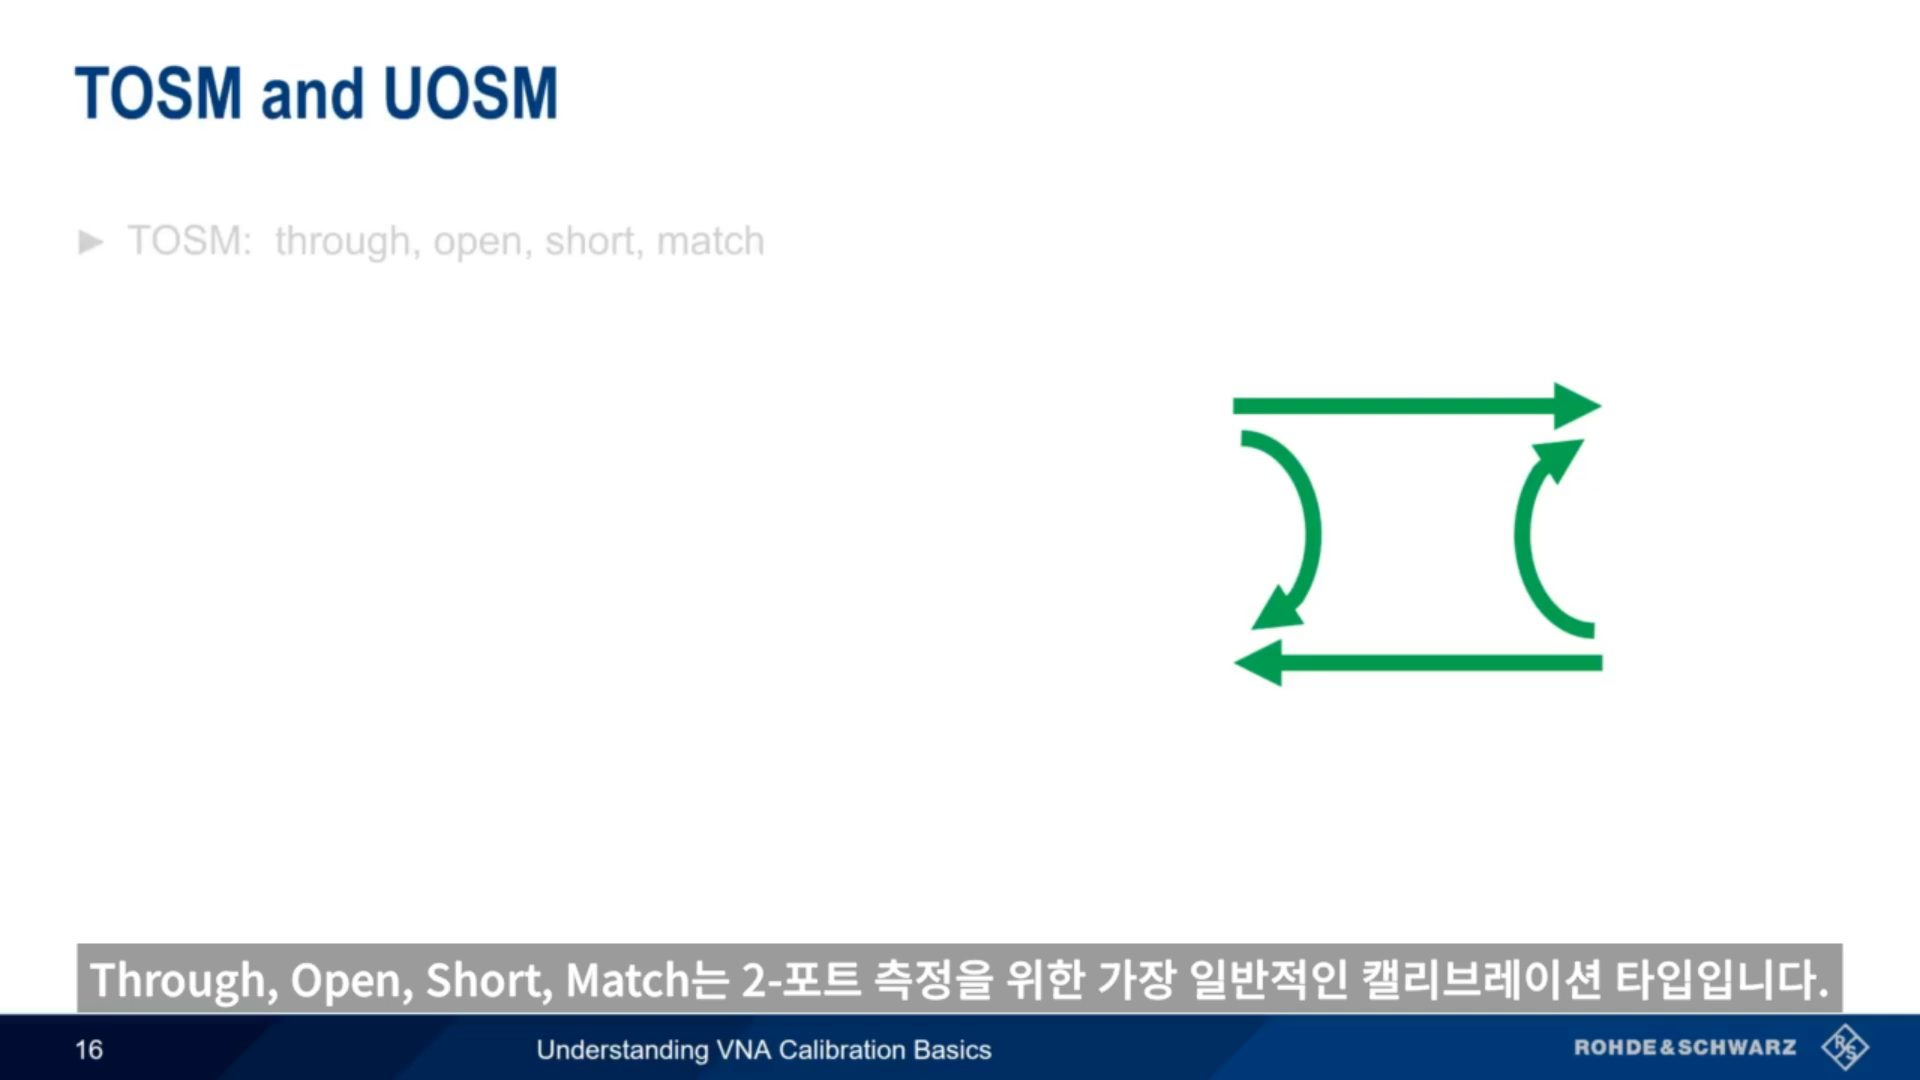 TOSM and UOSM
► TOSM: through, open, short, match
Through, Open, Short, Match는 2-포트 측정을 위한 가장 일반적인 캘리브레이션 타입입니다.
16
Understanding VNA Calibration Basics
ROHDE&SCHWARZ
R&S